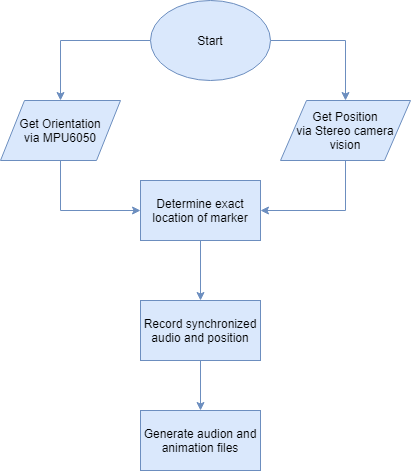 Start
Get Orientation
via MPU6050
Get Position
via Stereo camera
vision
Determine exact
location of marker
Record synchronized
audio and position
Generate audion and
animation files